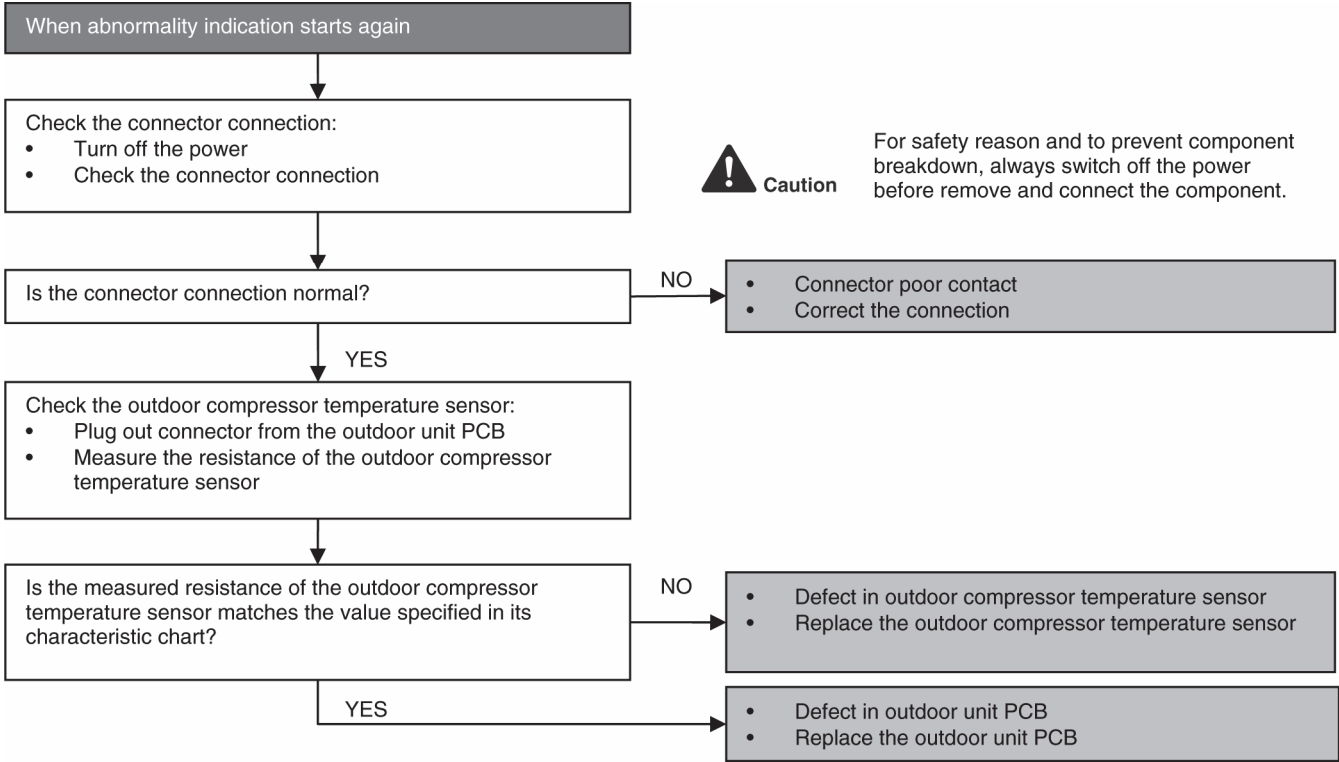 When abnormality indication starts again
Check the connector connection:
• Turn off the power
• Check the connector connection
Caution
For safety reason and to prevent component
breakdown, always switch off the power
before remove and connect the component.
Is the connector connection normal?
NO
• Connector poor contact
• Correct the connection
YES
Check the outdoor compressor temperature sensor:
• Plug out connector from the outdoor unit PCB
• Measure the resistance of the outdoor compressor
temperature sensor
Is the measured resistance of the outdoor compressor
temperature sensor matches the value specified in its
characteristic chart?
NO
• Defect in outdoor compressor temperature sensor
• Replace the outdoor compressor temperature sensor
YES
• Defect in outdoor unit PCB
• Replace the outdoor unit PCB